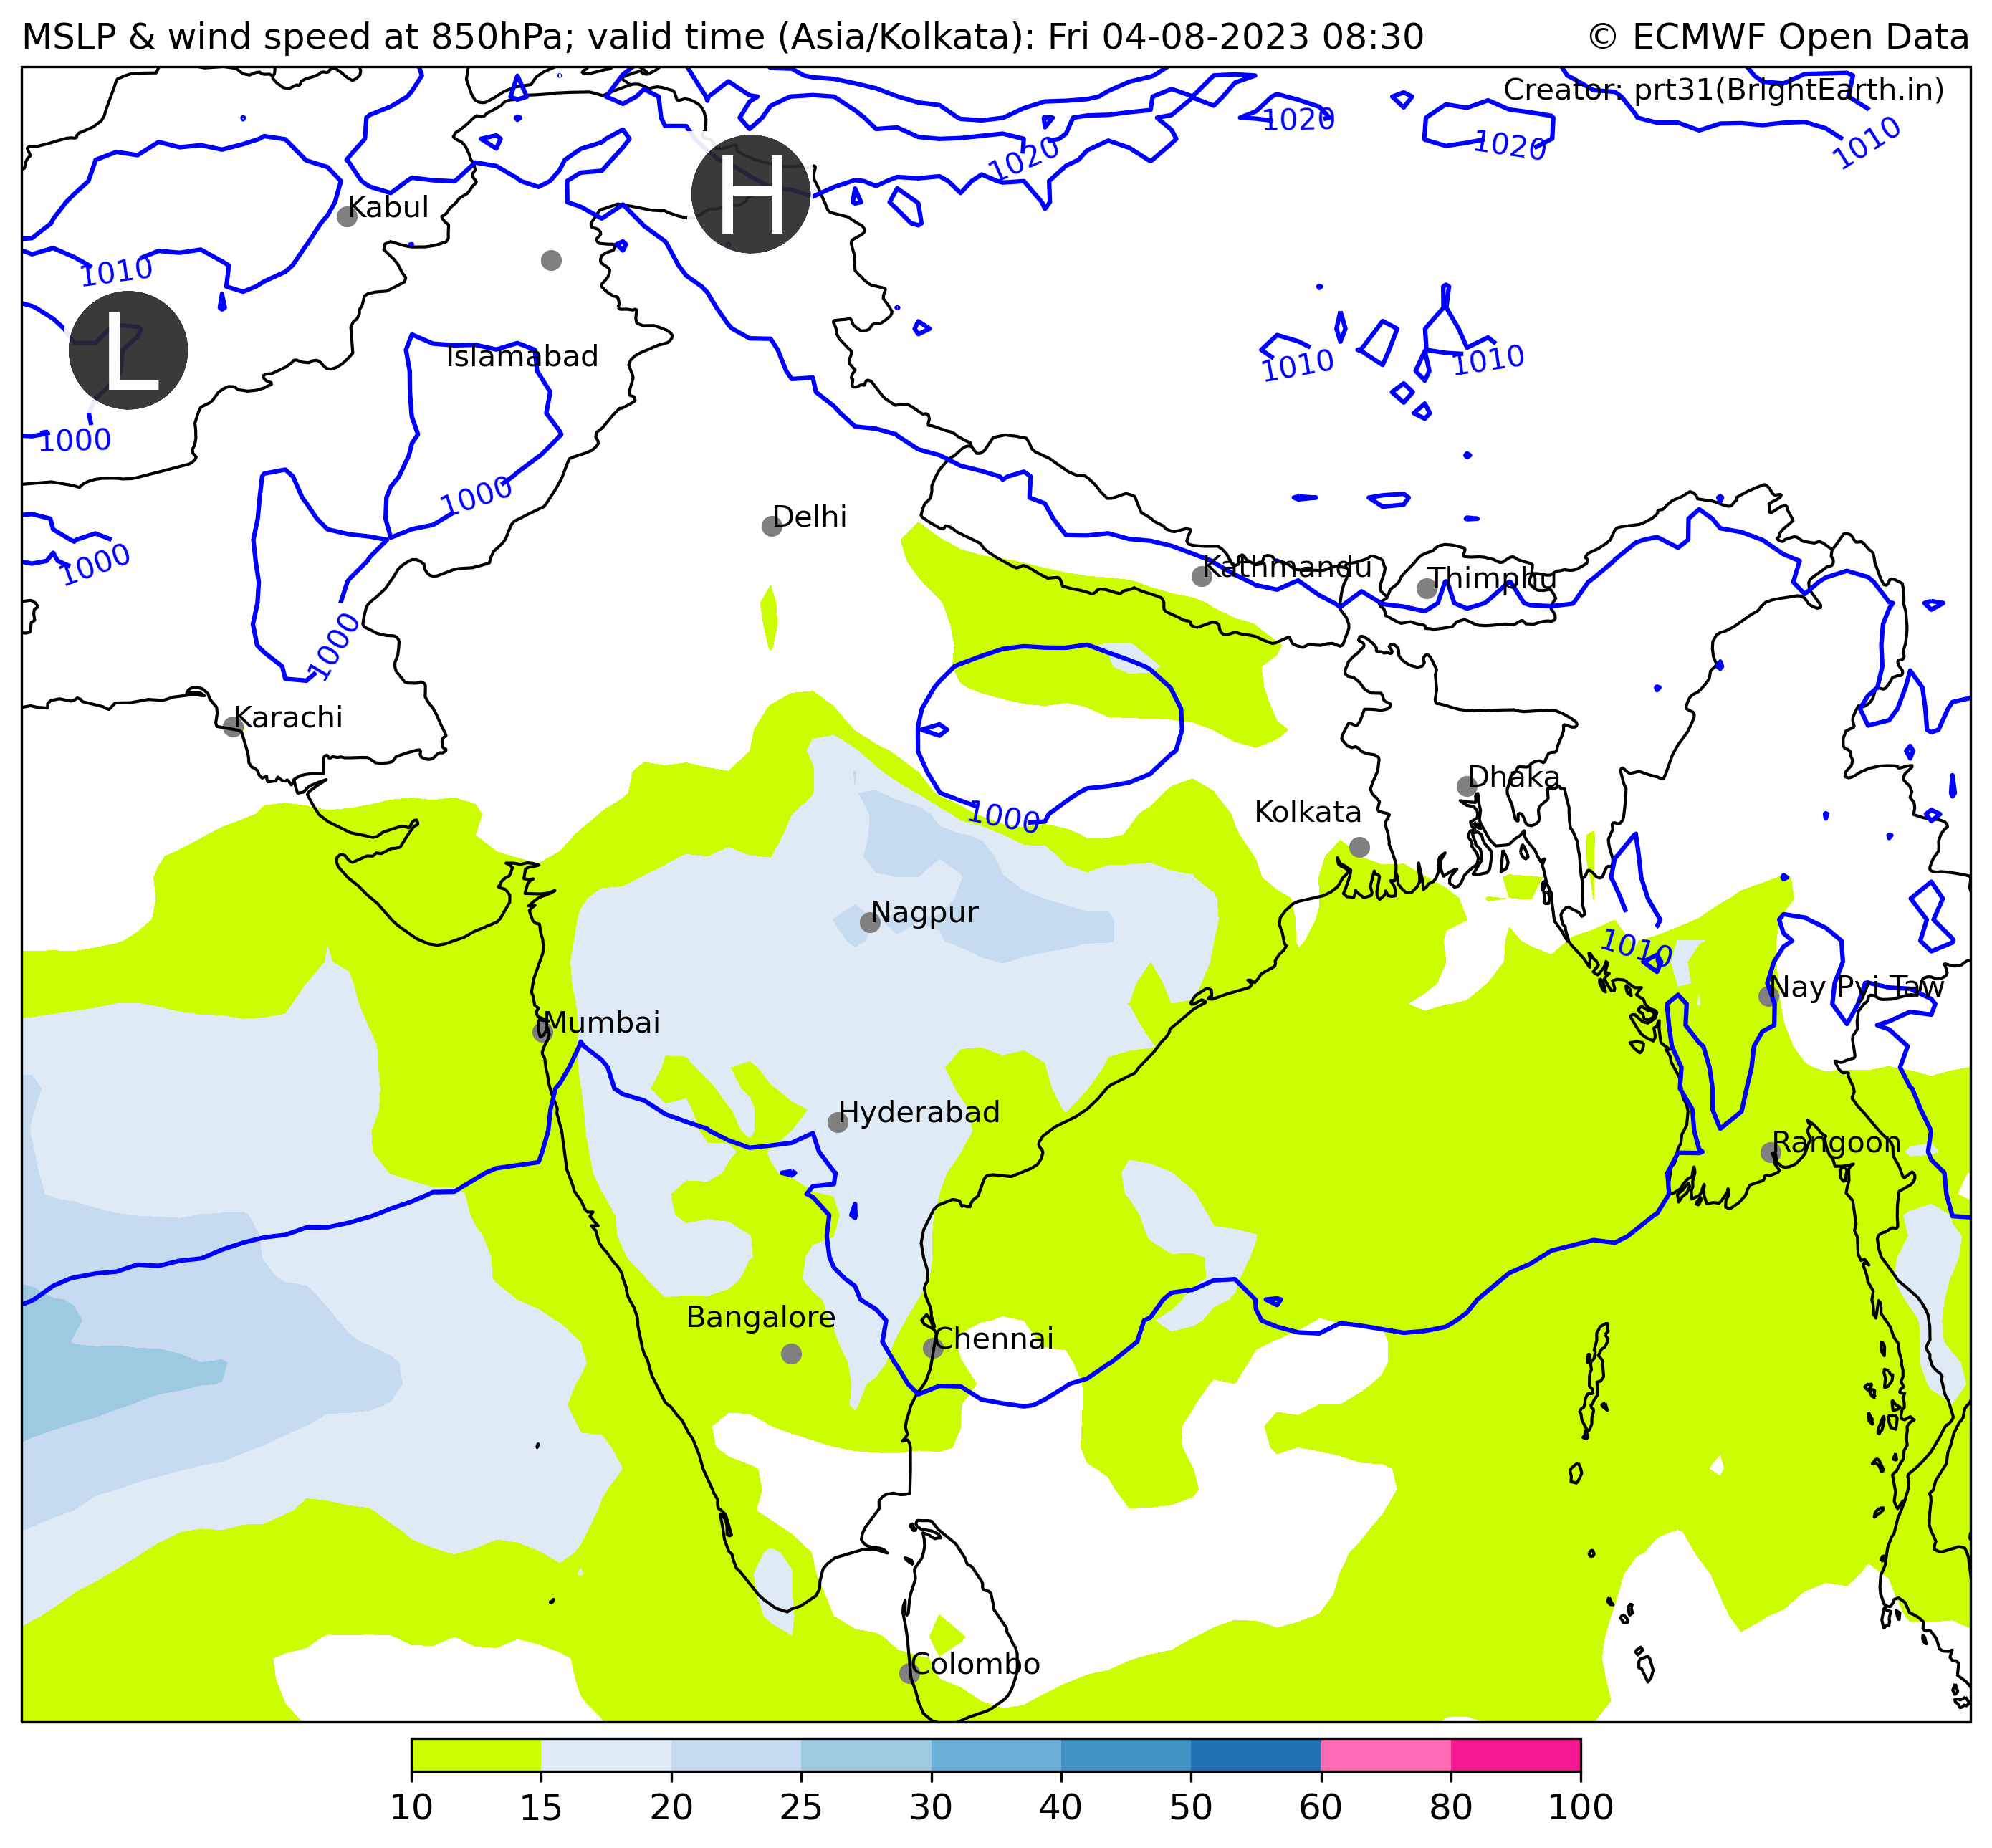 MSLP & wind speed at 850hPa; valid time (Asia/Kolkata): Fri 04-08-2023 08:30
© ECMWF Open Data
Creator: prt31(BrightEarth.in)
1020
1020
1020
1010
H
Kabul
1010
L
Islamabad
1010
1010
1000
1000
Delhi
1000
Kathmandu
Thimphu
1000
Karachi
Dhaka
Kolkata
1000
Nagpur
1010
Nay Pyi Taw
Mumbai
Hyderabad
Rangoon
Bangalore
Chennai
Colombo
10 15 20 25 30 40 50 60 80 100